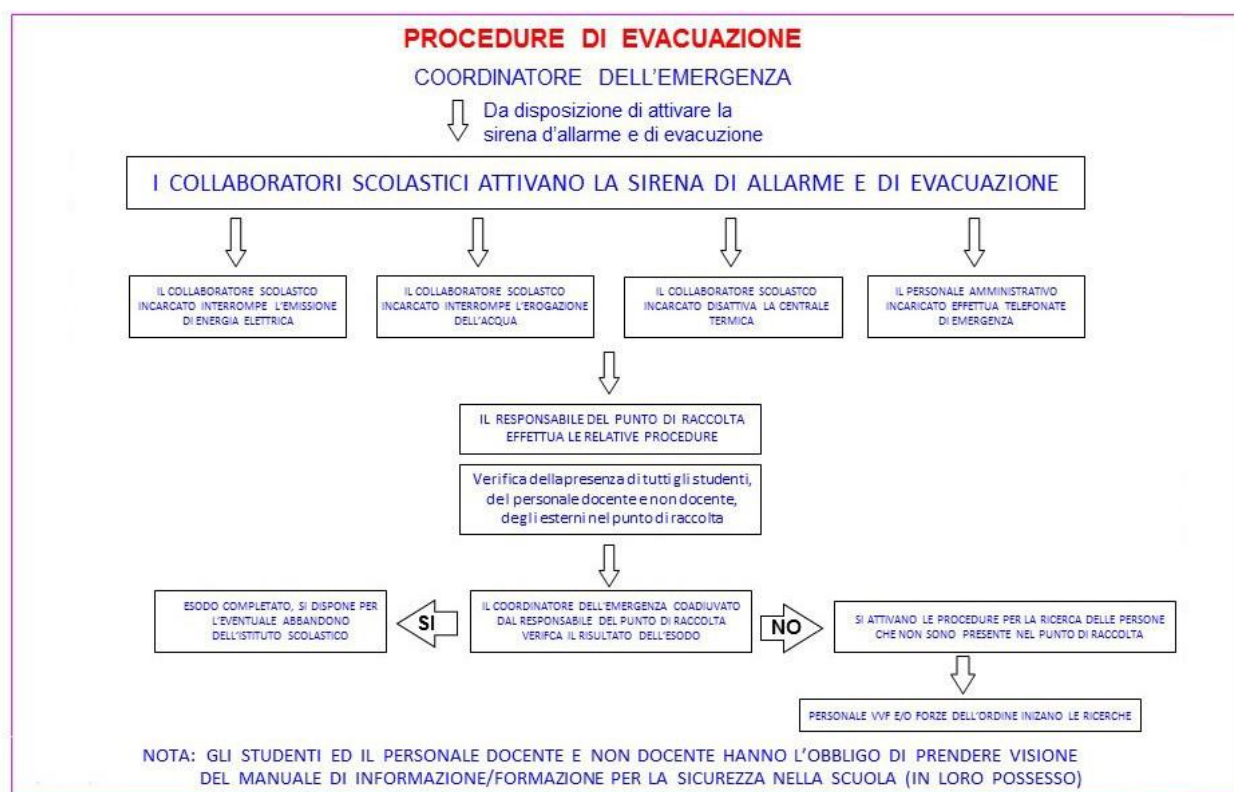 PROCEDURE DI EVACUAZIONE
COORDINATORE DELL'EMERGENZA
Da disposizione di attivare la
sirena d'allarme e di evacuzione
I COLLABORATORI SCOLASTICI ATTIVANO LA SIRENA DI ALLARME E DI EVACUAZIONE
IL COLLABORATORE SCOLASTCO
INCARCATO INTERROMPE L'EMISSIONE
DI ENERGIA ELETTRICA
IL COLLABORATORE SCOLASTCO
INCARCATO INTERROMPE L'EROGAZIONE
DELL'ACQUA
IL COLLABORATORE SCOLASTCO
INCARCATO DISATTIVA LA CENTRALE
TERMICA
IL PERSONALE AMMINISTRATIVO
INCARICATO EFFETTUA TELEFONATE
DI EMERGENZA
IL RESPONSABILE DEL PUNTO DI RACCOLTA
EFFETTUA LE RELATIVE PROCEDURE
Verifica della presenza di tutti gli studenti,
del personale docente e non docente,
degli esterni nel punto di raccolta
ESODO COMPLETATO, SI DISPONE PER
L'EVENTUALE ABBANDONO
DELL'ISTITUTO SCOLASTICO
SI
IL COORDINATORE DELL'EMERGENZA COADIUVATO
DAL RESPONSABILE DEL PUNTO DI RACCOLTA
VERIFCA IL RISULTATO DELL'ESODO
NO
SI ATTIVANO LE PROCEDURE PER LA RICERCA DELLE PERSONE
CHE NON SONO PRESENTE NEL PUNTO DI RACCOLTA
PERSONALE VVF E/O FORZE DELL'ORDINE INIZANO LE RICERCHE
NOTA: GLI STUDENTI ED IL PERSONALE DOCENTE E NON DOCENTE HANNO L'OBBLIGO DI PRENDERE VISIONE
DEL MANUALE DI INFORMAZIONE/FORMAZIONE PER LA SICUREZZA NELLA SCUOLA (IN LORO POSSESSO)